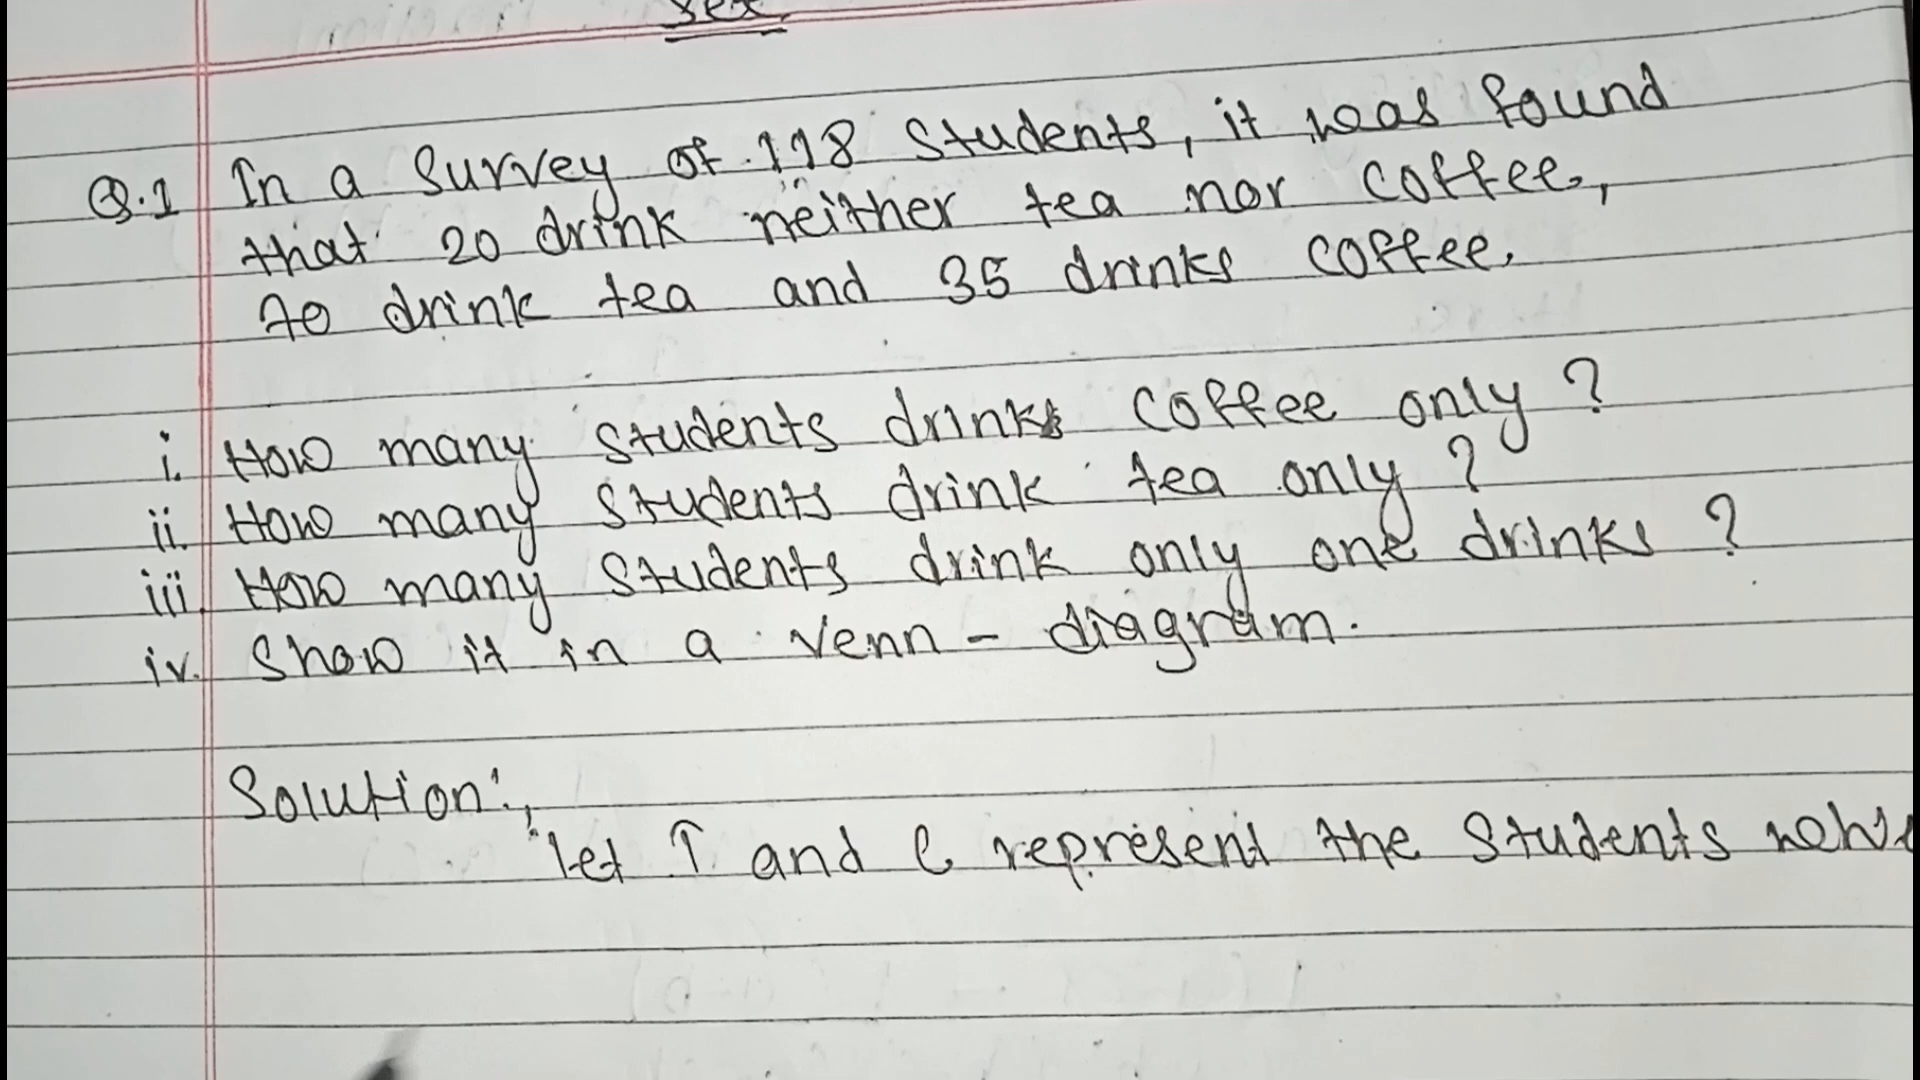 Set
Q.1 In a survey of 118 students, it was found
that 20 drink neither tea nor coffee,
70 drink tea and 35 drinks coffee.
i. How many students drinks coffee only?
ii. How many students drink tea only?
iii. How many students drink only one drinks?
iv. Show it in a Venn-diagram.
Solution:,
let T and C represent the students